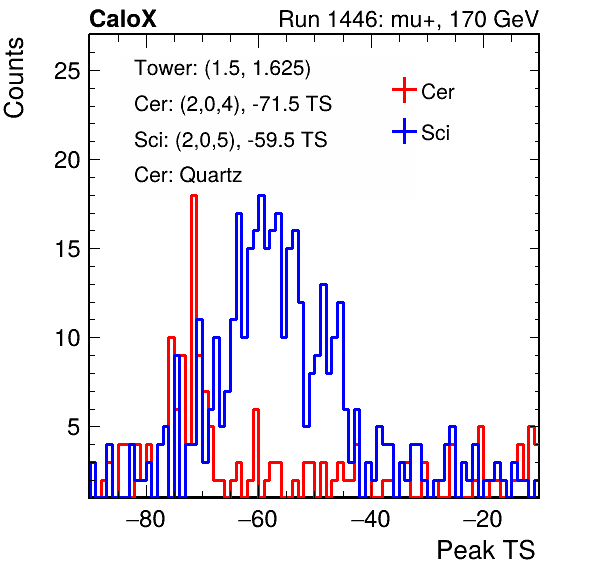 CaloX Run 1446: mu+, 170 GeV
Counts
25
20
15
10
5
Tower: (1.5, 1.625)
Cer: (2,0,4), -71.5 TS
Sci: (2,0,5), -59.5 TS
Cer: Quartz
Cer
Sci
−80 −60 −40 −20
Peak TS